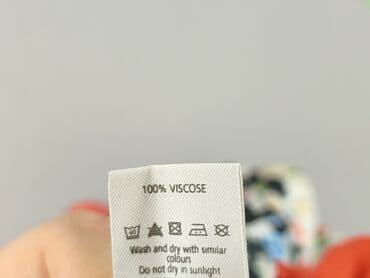 100% VISCOSE
Wash and dry with similar
colours
Do not dry in sunlight